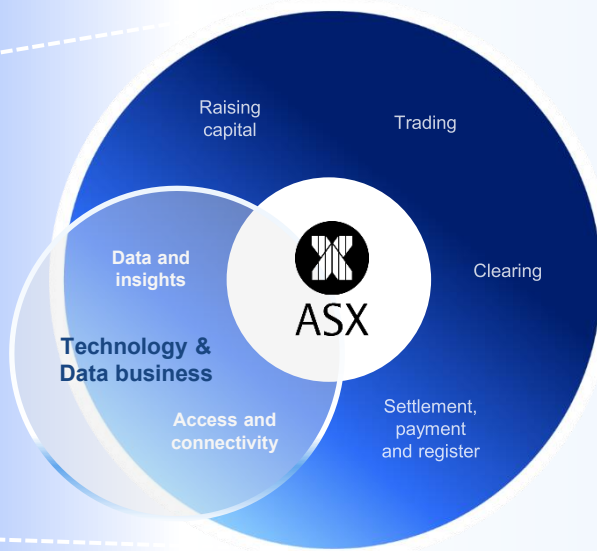 Raising
capital
Trading
Data and
insights
ASX
Clearing
Technology &
Data business
Access and
connectivity
Settlement,
payment
and register